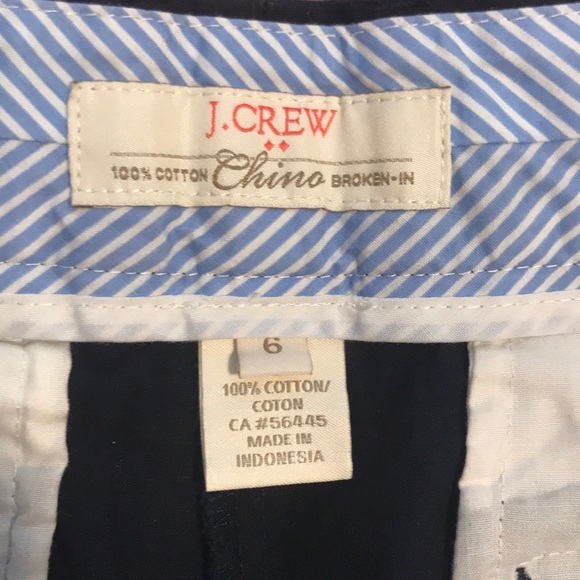 J.CREW
100% COTTON Chino BROKEN-IN
6
100% COTTON/
COTON
CA #56445
MADE IN
INDONESIA